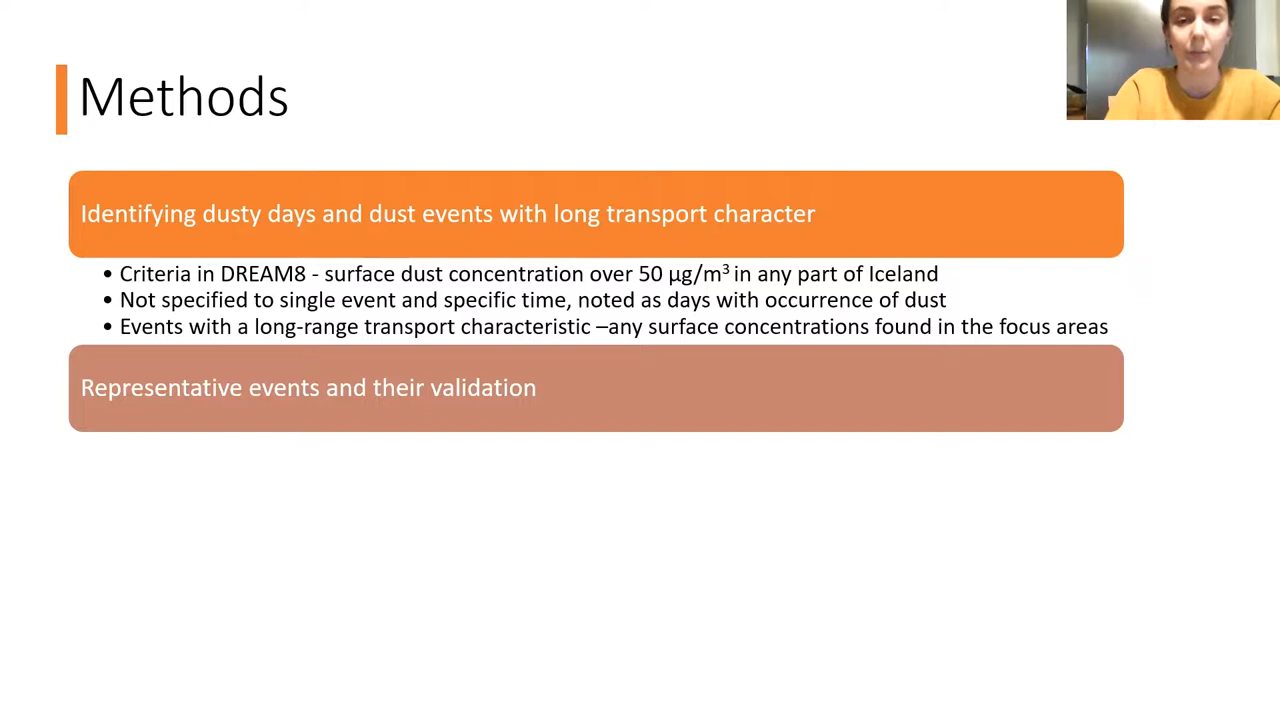 Methods
Identifying dusty days and dust events with long transport character
• Criteria in DREAM8 - surface dust concentration over 50 µg/m³ in any part of Iceland
• Not specified to single event and specific time, noted as days with occurrence of dust
• Events with a long-range transport characteristic –any surface concentrations found in the focus areas
Representative events and their validation